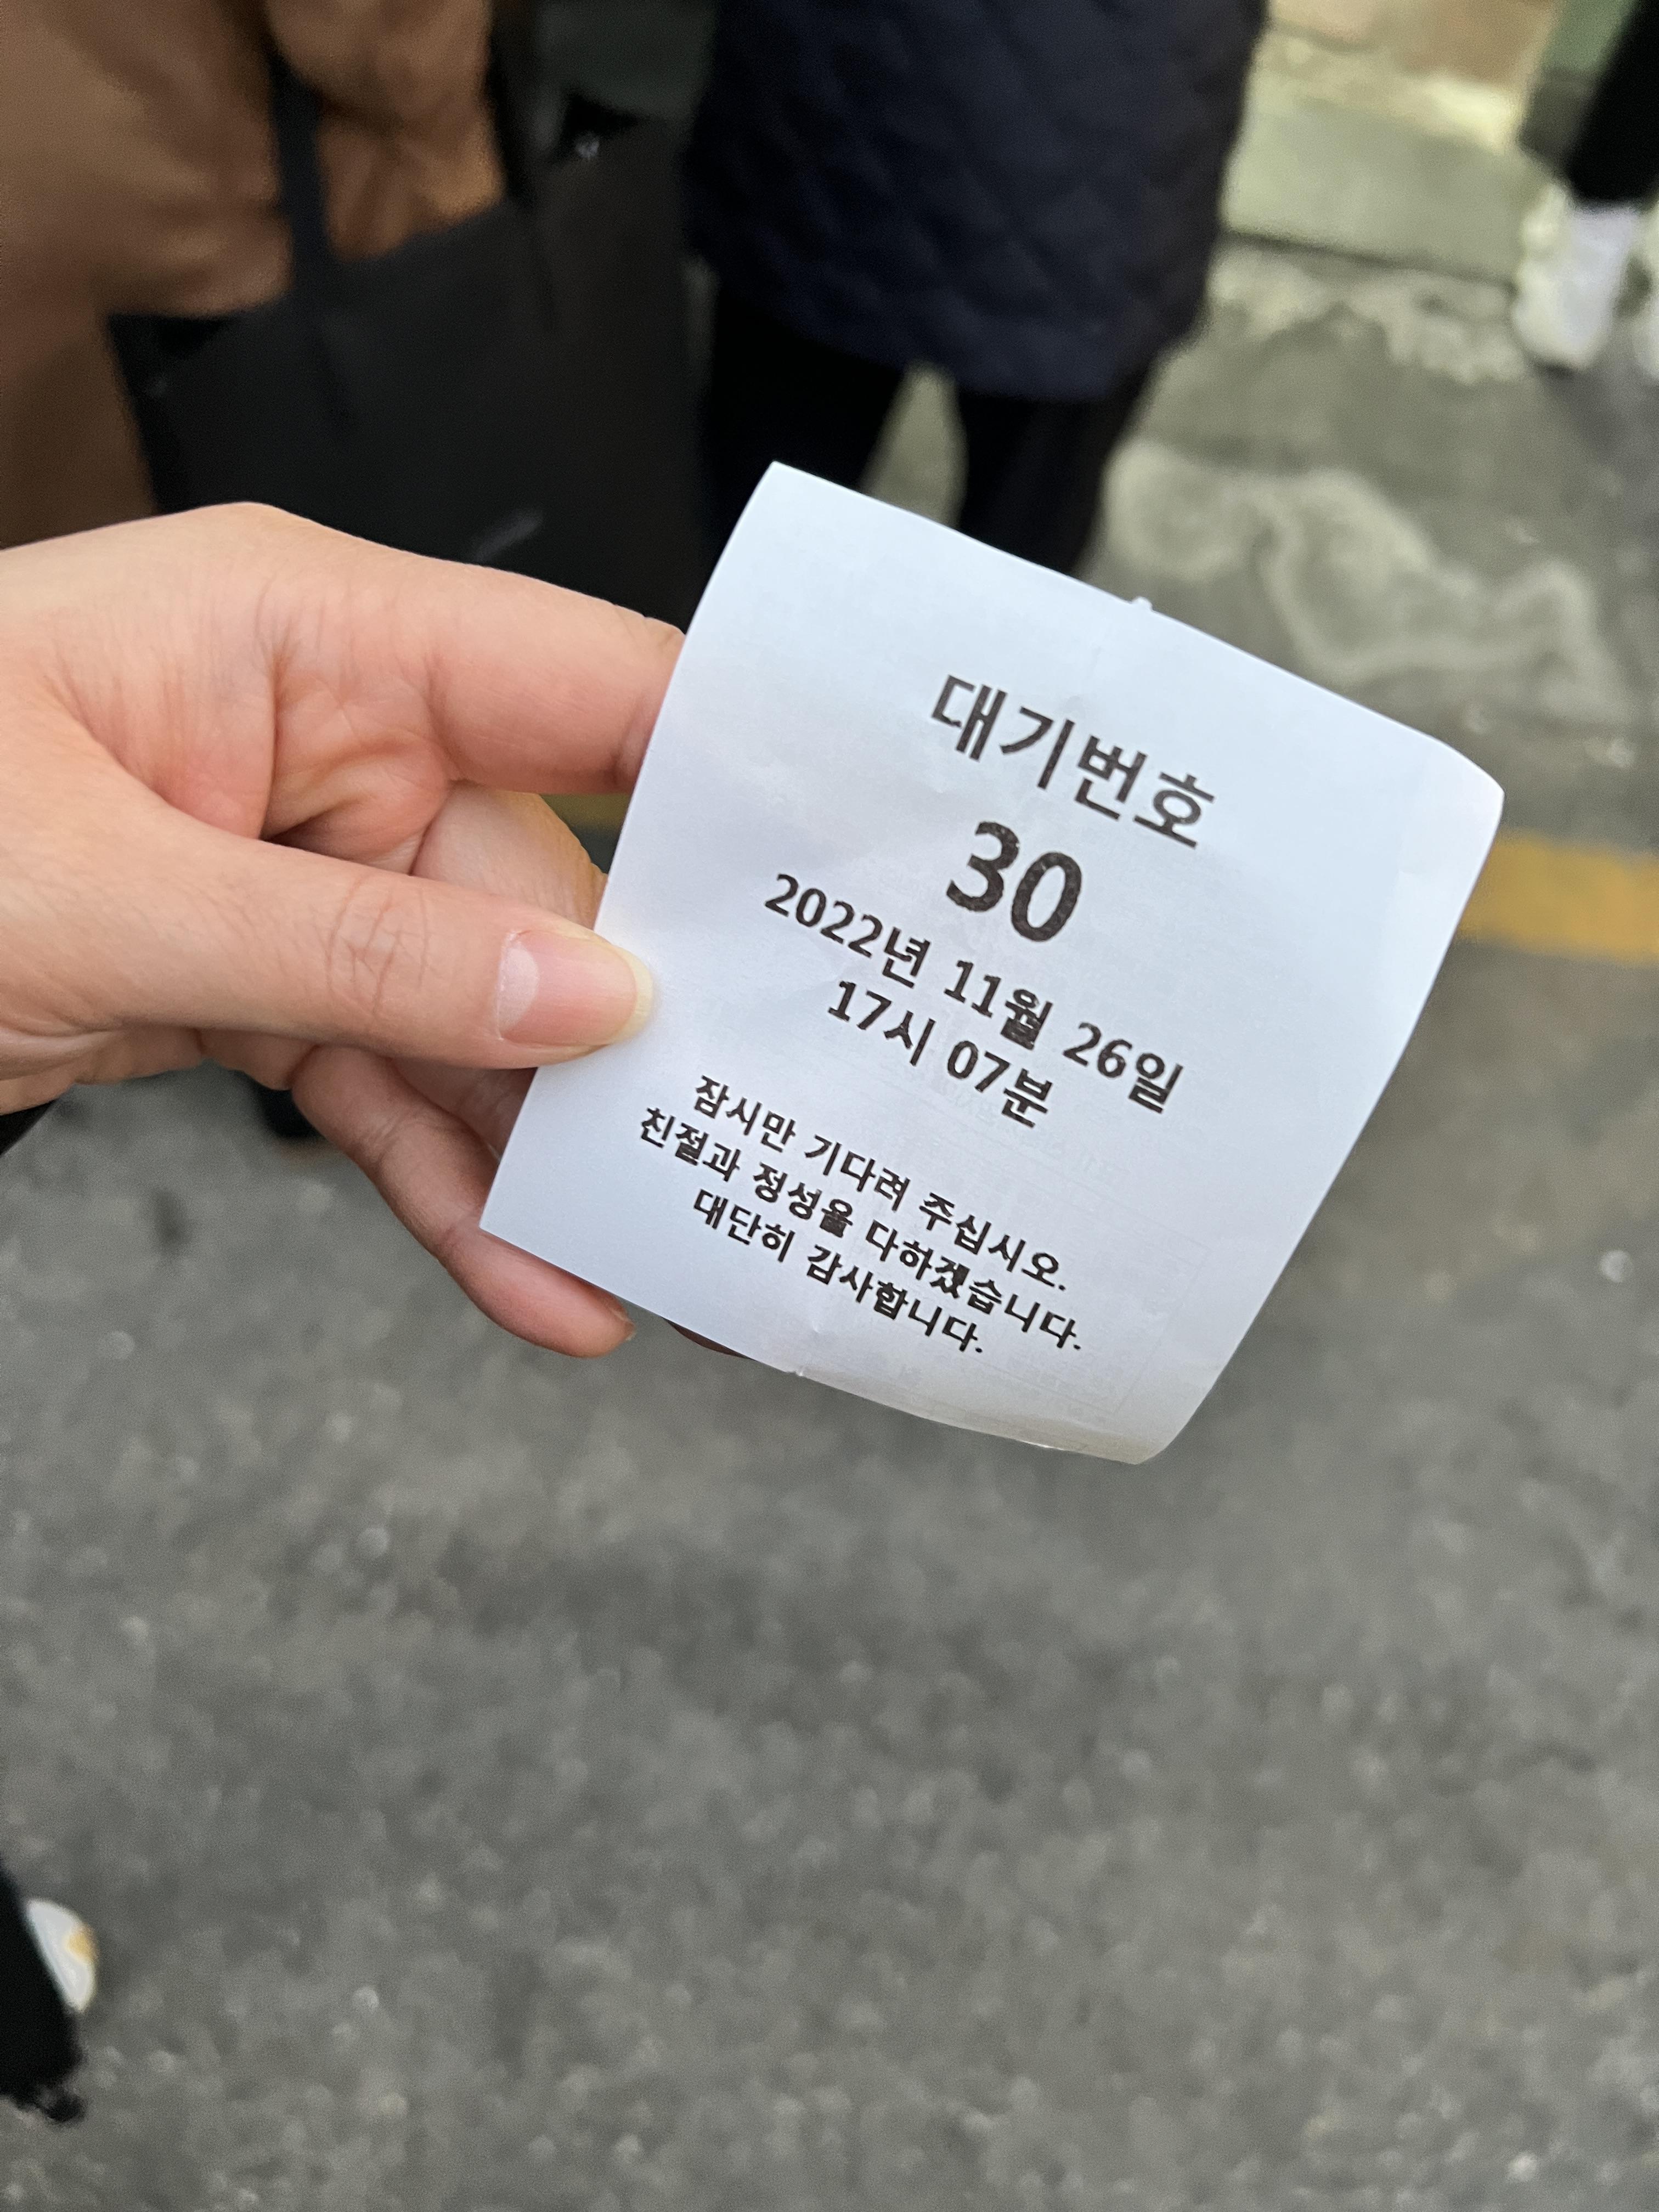 대기번호
30
2022년 11월 26일
17시 07분
잠시만 기다려 주십시오.
친절과 정성을 다하겠습니다.
대단히 감사합니다.